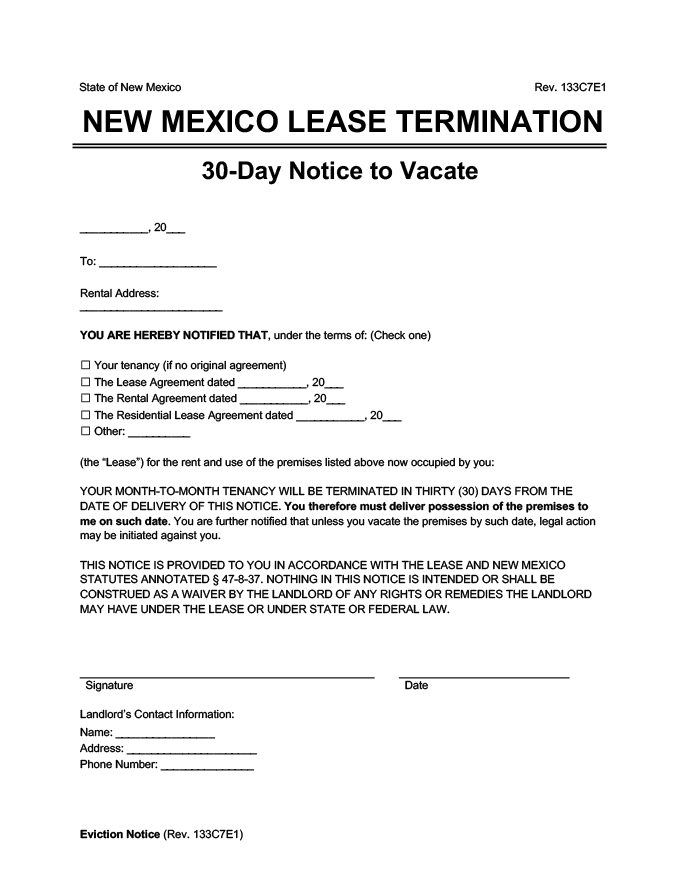 State of New Mexico Rev. 133C7E1
NEW MEXICO LEASE TERMINATION
30-Day Notice to Vacate
___________, 20___
To: ___________________
Rental Address:
_______________________
YOU ARE HEREBY NOTIFIED THAT, under the terms of: (Check one)
☐ Your tenancy (if no original agreement)
☐ The Lease Agreement dated ___________, 20___
☐ The Rental Agreement dated ___________, 20___
☐ The Residential Lease Agreement dated ___________, 20___
☐ Other: __________
(the “Lease”) for the rent and use of the premises listed above now occupied by you:
YOUR MONTH-TO-MONTH TENANCY WILL BE TERMINATED IN THIRTY (30) DAYS FROM THE
DATE OF DELIVERY OF THIS NOTICE. You therefore must deliver possession of the premises to
me on such date. You are further notified that unless you vacate the premises by such date, legal action
may be initiated against you.
THIS NOTICE IS PROVIDED TO YOU IN ACCORDANCE WITH THE LEASE AND NEW MEXICO
STATUTES ANNOTATED § 47-8-37. NOTHING IN THIS NOTICE IS INTENDED OR SHALL BE
CONSTRUED AS A WAIVER BY THE LANDLORD OF ANY RIGHTS OR REMEDIES THE LANDLORD
MAY HAVE UNDER THE LEASE OR UNDER STATE OR FEDERAL LAW.
Signature Date
Landlord’s Contact Information:
Name: ________________
Address: _____________________
Phone Number: _______________
Eviction Notice (Rev. 133C7E1)